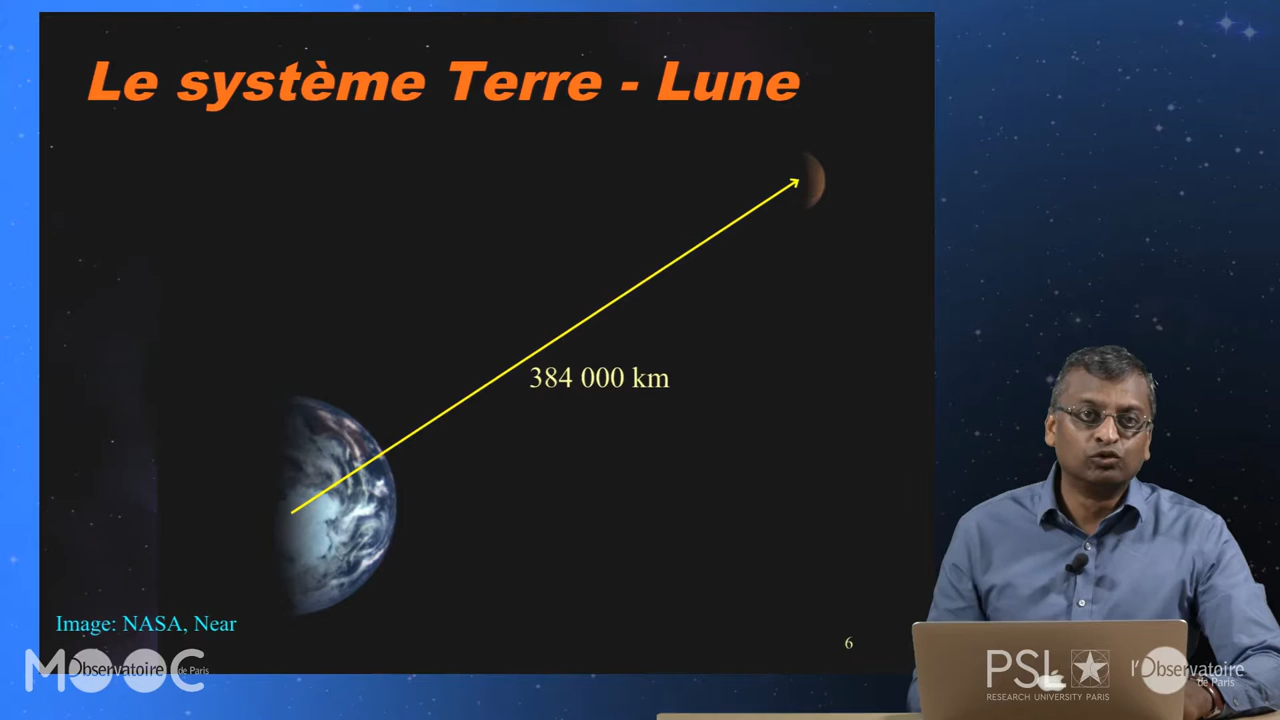 Le système Terre - Lune
384 000 km
Image: NASA, Near
6
MOOC Observatoire de Paris
PSL
RESEARCH UNIVERSITY PARIS
l'Observatoire
de Paris